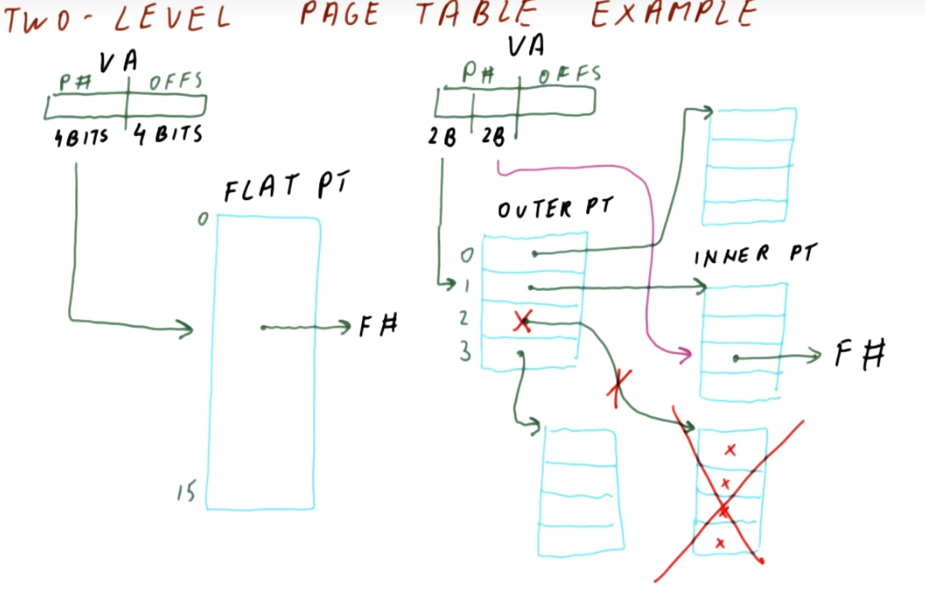 TWO-LEVEL PAGE TABLE EXAMPLE
VA
P# OFFS
4BITS 4 BITS
FLAT PT
0
F#
15
VA
P# OFFS
2B 2B
OUTER PT
0
1
2
3
INNER PT
F#